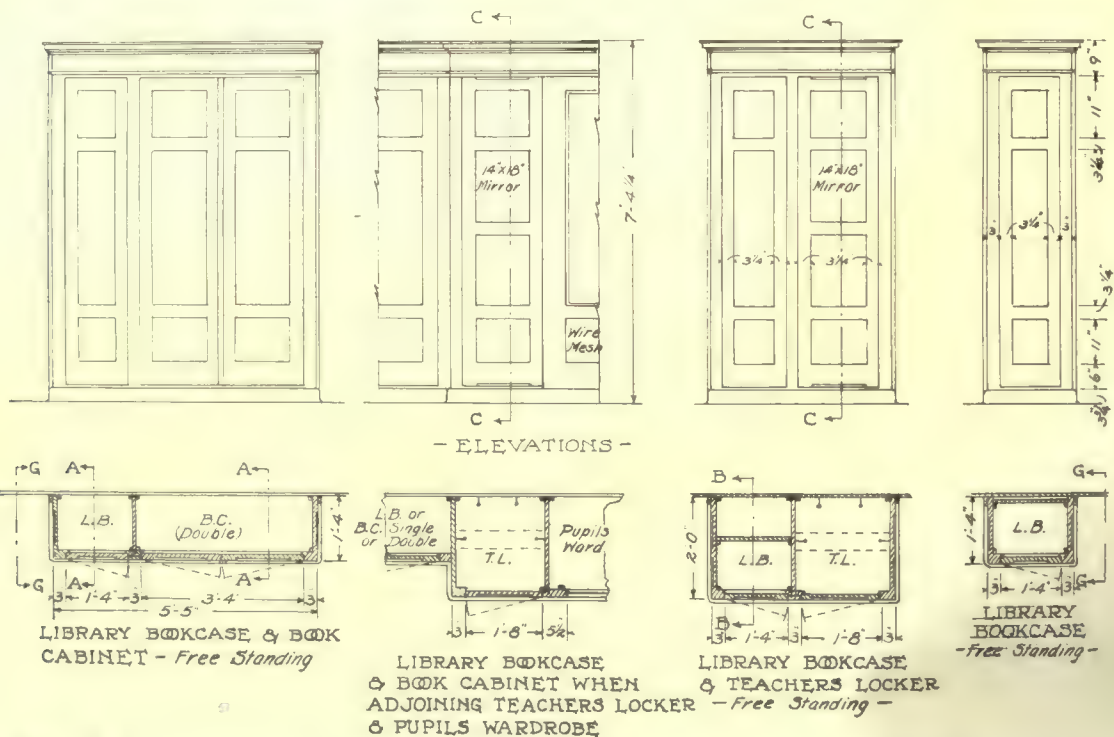 C
C
7'-4¼"
14"x18"
Mirror
Wire
Mesh
C
C
14"x18"
Mirror
3¼"
3¼"
3"
3¼"
3"
9"
11"
3¼"
11"
6"
C
C
- ELEVATIONS -
G
A
A
L.B.
B.C.
(Double)
1'-4"
G
A
A
3"
1'-4"
3"
3'-4"
3"
5'-5"
LIBRARY BOOKCASE & BOOK
CABINET - Free Standing
L.B. or
B.C. Single
or Double
T.L.
Pupils
Ward
3"
1'-8"
5½"
LIBRARY BOOKCASE
& BOOK CABINET WHEN
ADJOINING TEACHERS LOCKER
& PUPILS WARDROBE
B
2'-0"
L.B.
T.L.
B
3"
1'-4"
3"
1'-8"
3"
LIBRARY BOOKCASE
& TEACHERS LOCKER
- Free Standing -
G
1'-4"
L.B.
G
3"
1'-4"
3"
LIBRARY
BOOKCASE
- Free Standing -